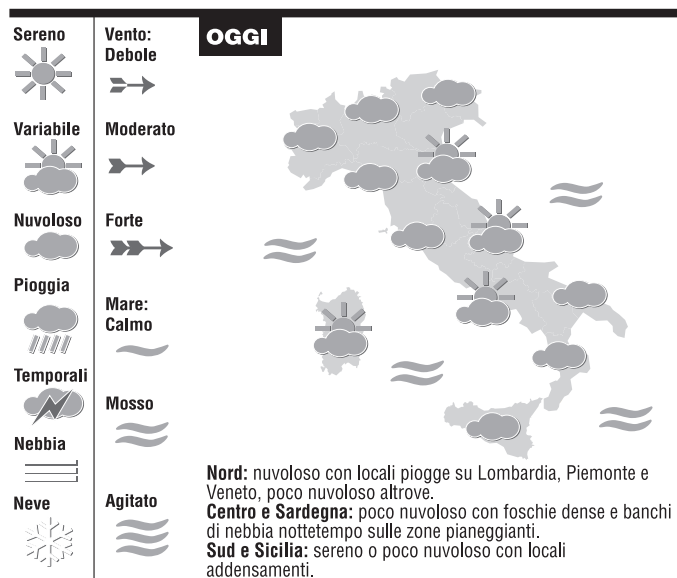 Sereno
Variabile
Nuvoloso
Pioggia
Temporali
Nebbia
Neve
Vento:
Debole
Moderato
Forte
Mare:
Calmo
Mosso
Agitato
OGGI
Nord: nuvoloso con locali piogge su Lombardia, Piemonte e
Veneto, poco nuvoloso altrove.
Centro e Sardegna: poco nuvoloso con foschie dense e banchi
di nebbia nottetempo sulle zone pianeggianti.
Sud e Sicilia: sereno o poco nuvoloso con locali
addensamenti.